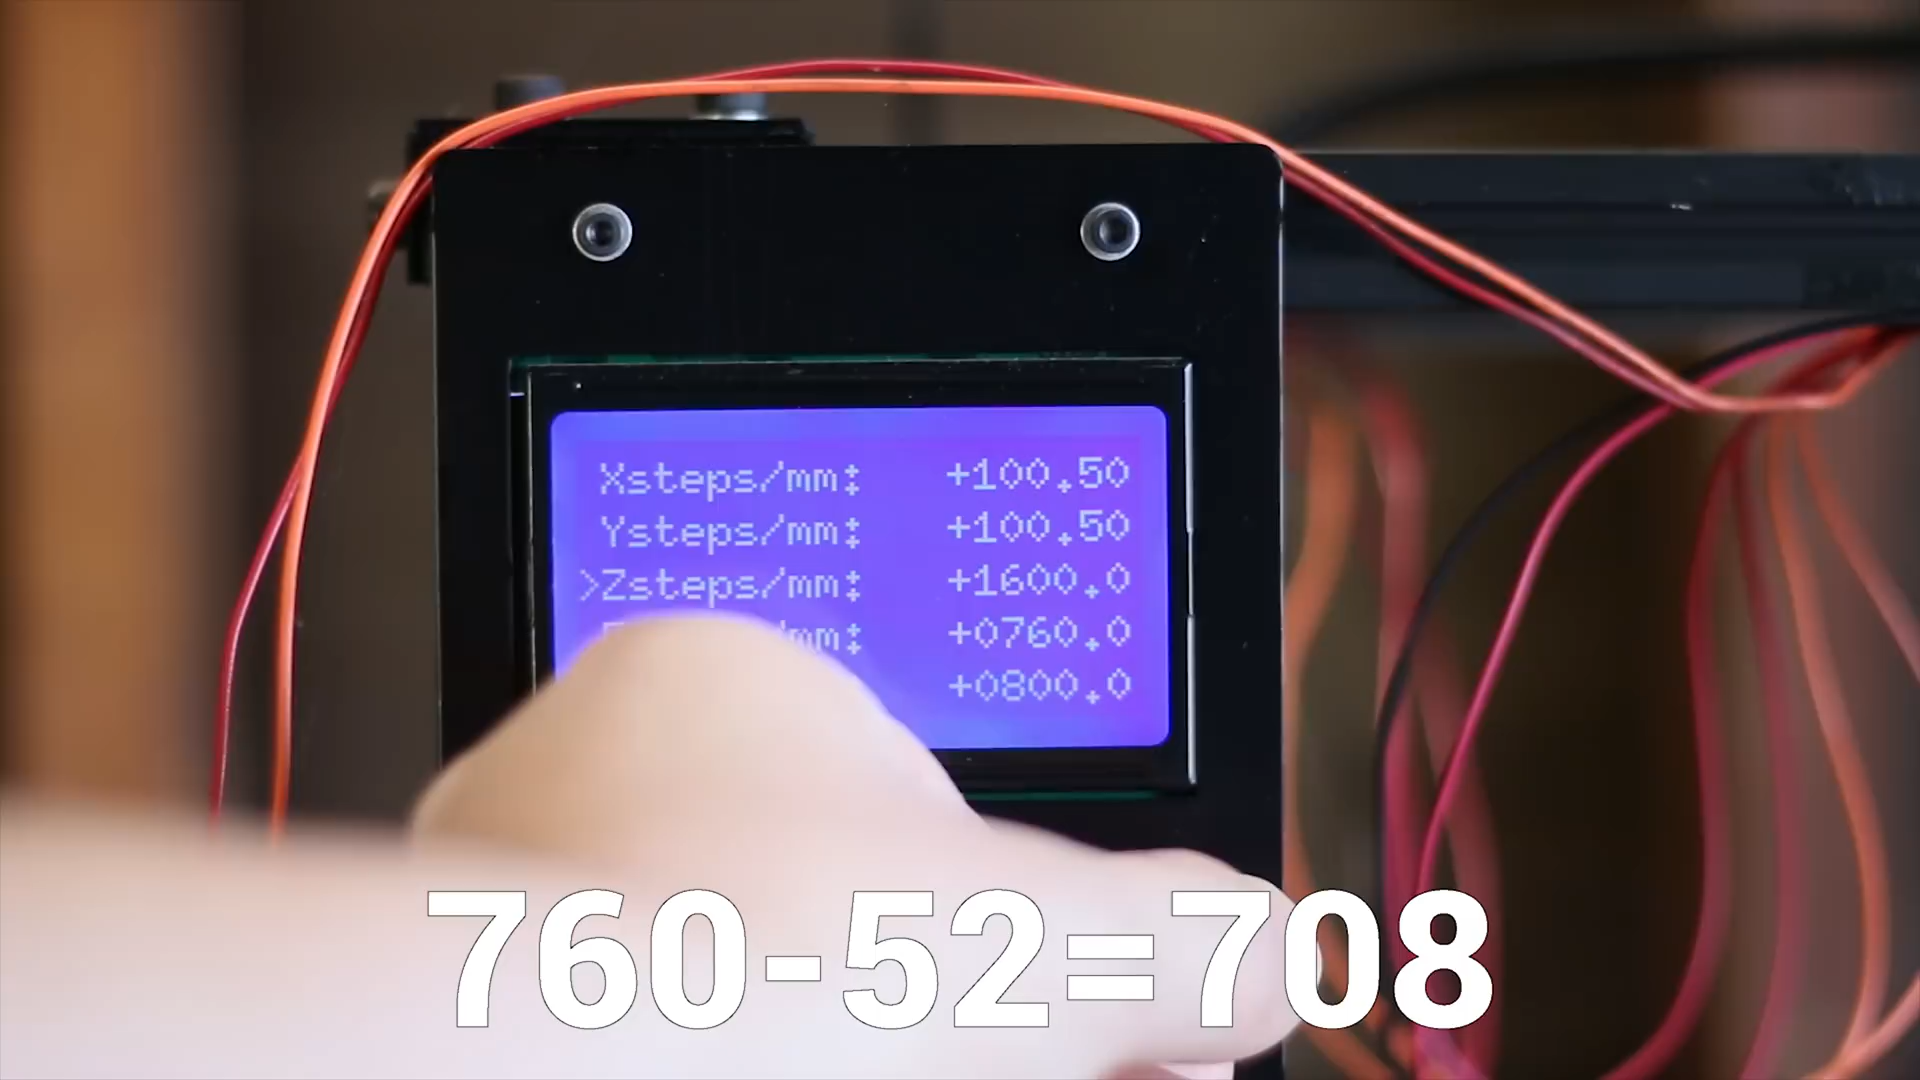 Xsteps/mm: +100.50
Ysteps/mm: +100.50
>Zsteps/mm: +1600.0
mm: +0760.0
+0800.0
760-52=708